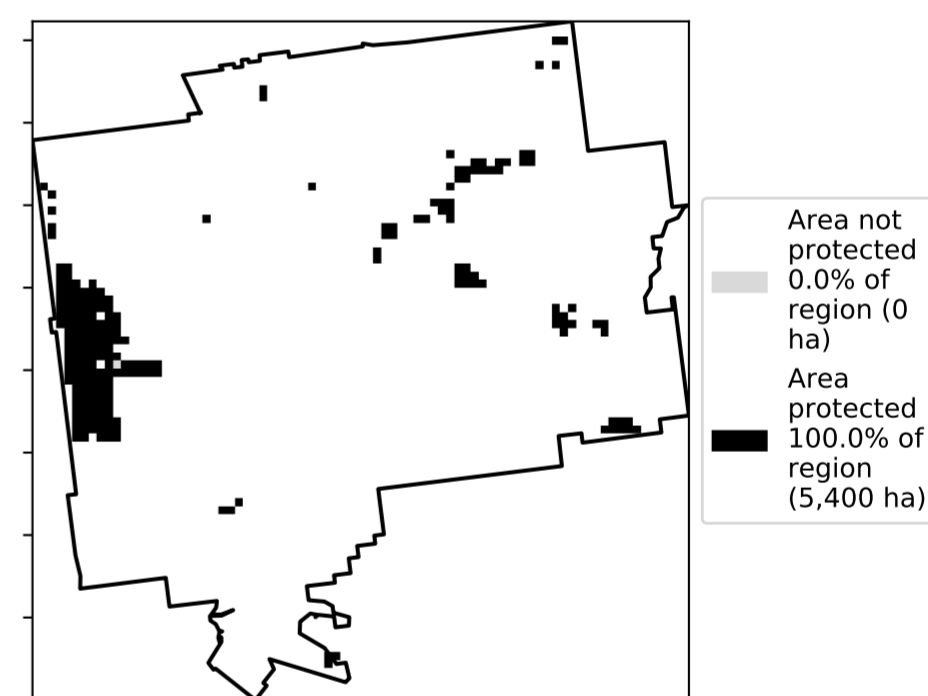 Area not
protected
0.0% of
region (0
ha)
Area
protected
100.0% of
region
(5,400 ha)